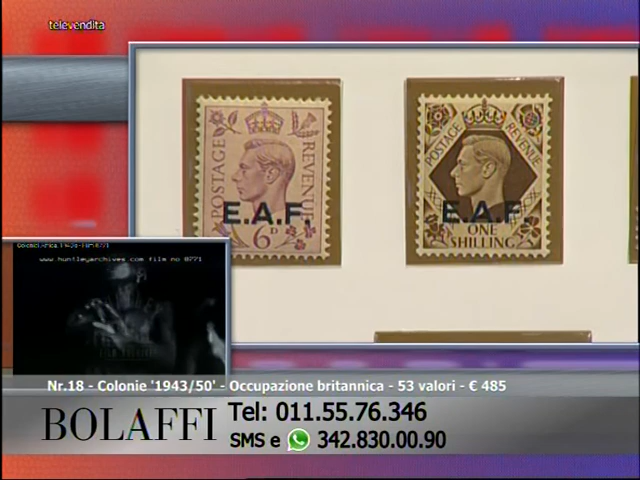 televendita
POSTAGE
REVENUE
E.A.F.
6D
POSTAGE
REVENUE
E.A.F.
ONE
SHILLING
www.huntleyarchives.com film no 8771
Nr.18 - Colonie '1943/50' - Occupazione britannica - 53 valori - € 485
BOLAFFI
Tel: 011.55.76.346
SMS e 342.830.00.90